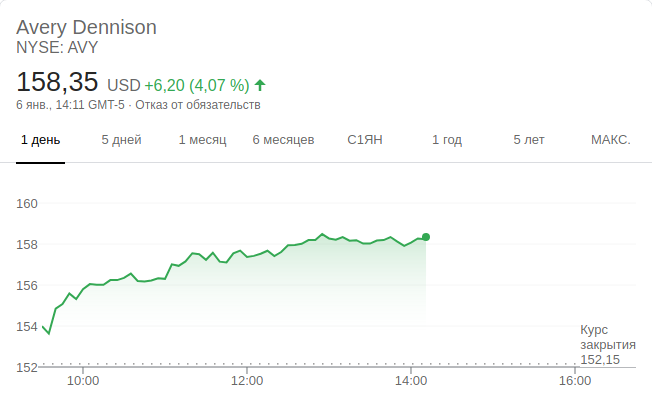 Avery Dennison
NYSE: AVY
158,35 USD +6,20 (4,07 %)
6 янв., 14:11 GMT-5 · Отказ от обязательств
1 день 5 дней 1 месяц 6 месяцев С1ЯН 1 год 5 лет МАКС.
160
158
156
154
Курс
закрытия
152,15
152
10:00 12:00 14:00 16:00